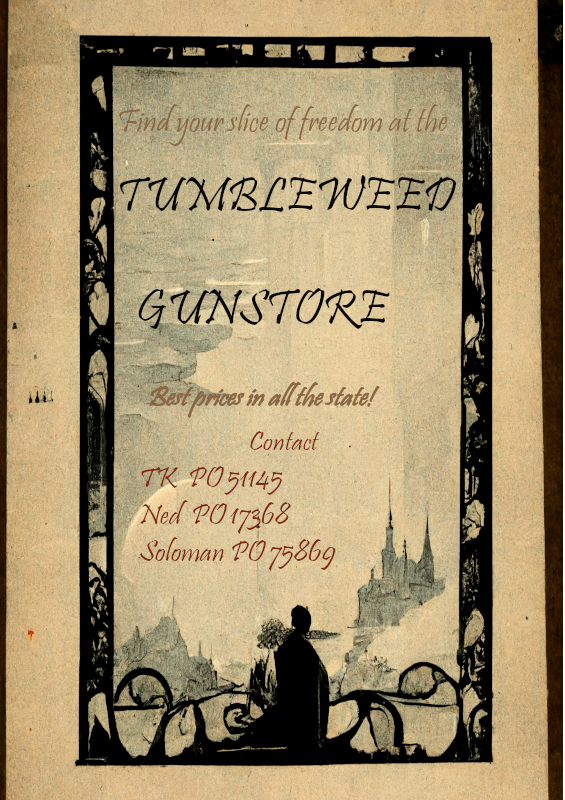 Find your slice of freedom at the
TUMBLEWEED
GUNSTORE
Best prices in all the state!
Contact
TK PO 51145
Ned PO 17368
Soloman PO 75869